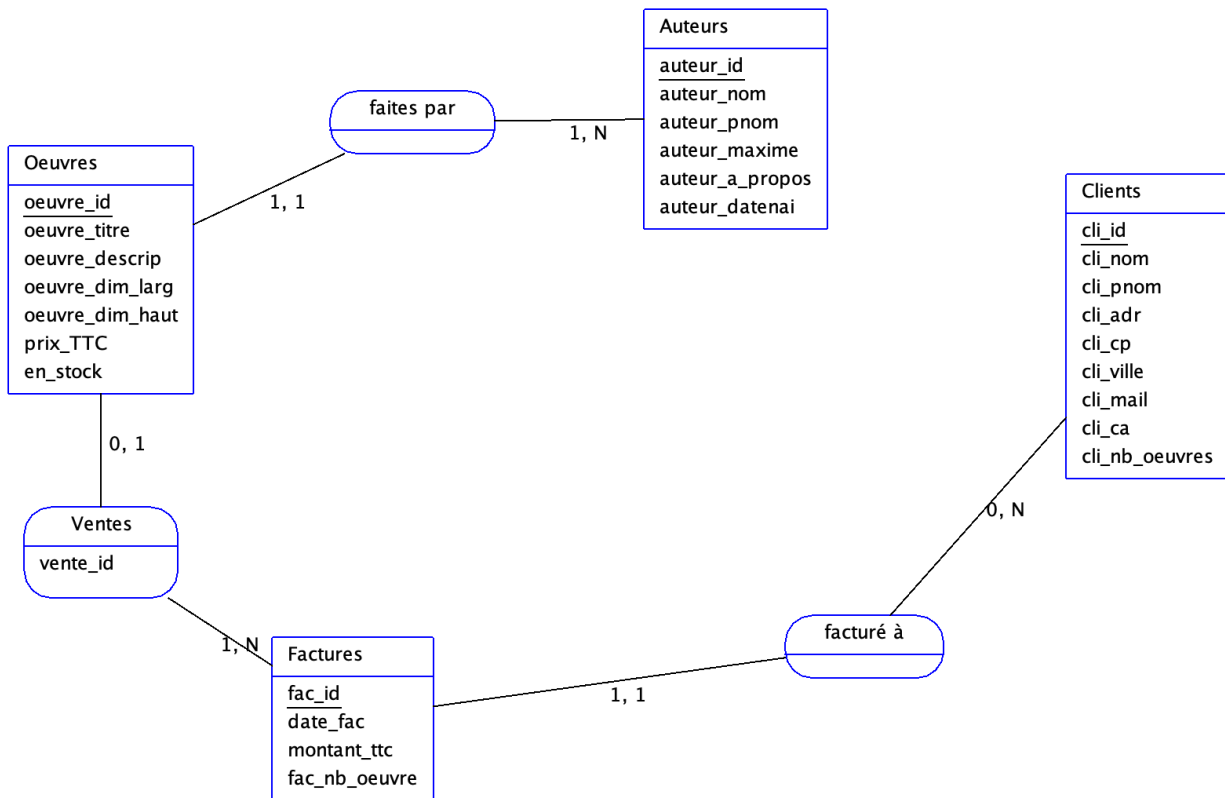 Auteurs
auteur_id
auteur_nom
auteur_pnom
auteur_maxime
auteur_a_propos
auteur_datenai
faites par
1, N
1, 1
Oeuvres
oeuvre_id
oeuvre_titre
oeuvre_descrip
oeuvre_dim_larg
oeuvre_dim_haut
prix_TTC
en_stock
Clients
cli_id
cli_nom
cli_pnom
cli_adr
cli_cp
cli_ville
cli_mail
cli_ca
cli_nb_oeuvres
0, 1
0, N
Ventes
vente_id
1, N
Factures
fac_id
date_fac
montant_ttc
fac_nb_oeuvre
1, 1
facturé à